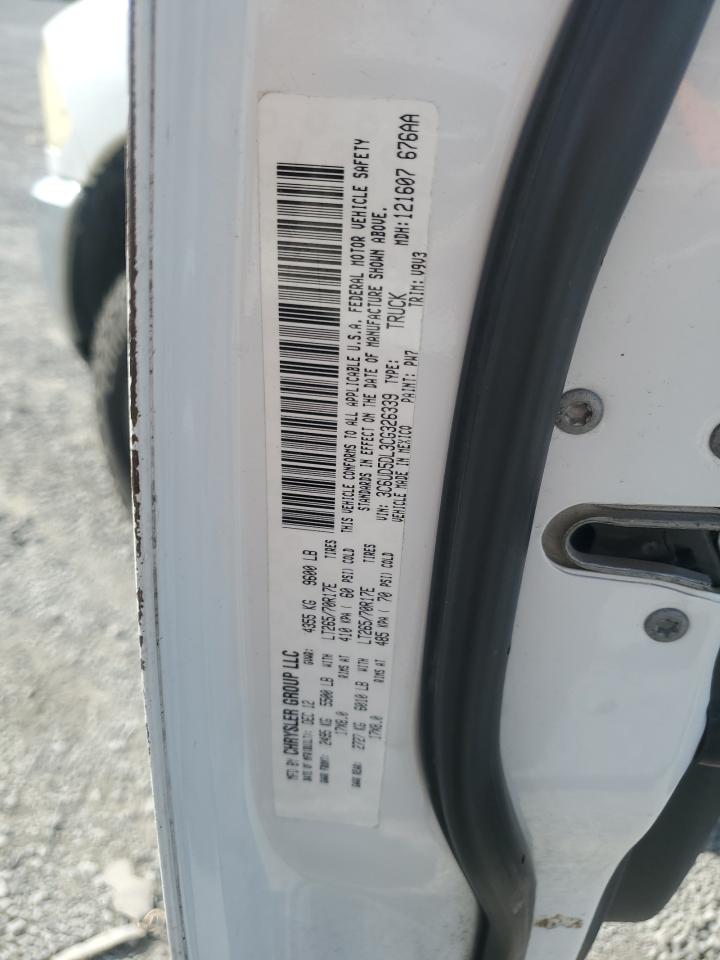 MFD BY: CHRYSLER GROUP LLC
DATE OF MFR(BUILT): DEC 12
GVWR: 4355 KG 9600 LB
GAWR FRONT: 2495 KG 5500 LB WITH LT265/70R17E TIRES
17X8.0 RIMS AT 410 KPA ( 60 PSI) COLD
GAWR REAR: 2727 KG 6010 LB WITH LT265/70R17E TIRES
17X8.0 RIMS AT 485 KPA ( 70 PSI) COLD
THIS VEHICLE CONFORMS TO ALL APPLICABLE U.S.A. FEDERAL MOTOR VEHICLE SAFETY
STANDARDS IN EFFECT ON THE DATE OF MANUFACTURE SHOWN ABOVE.
VIN: 3C6UD5DL3CG326339 TYPE: TRUCK MDH: 121607 676AA
VEHICLE MADE IN MEXICO PAINT: PW7 TRIM: V9V3